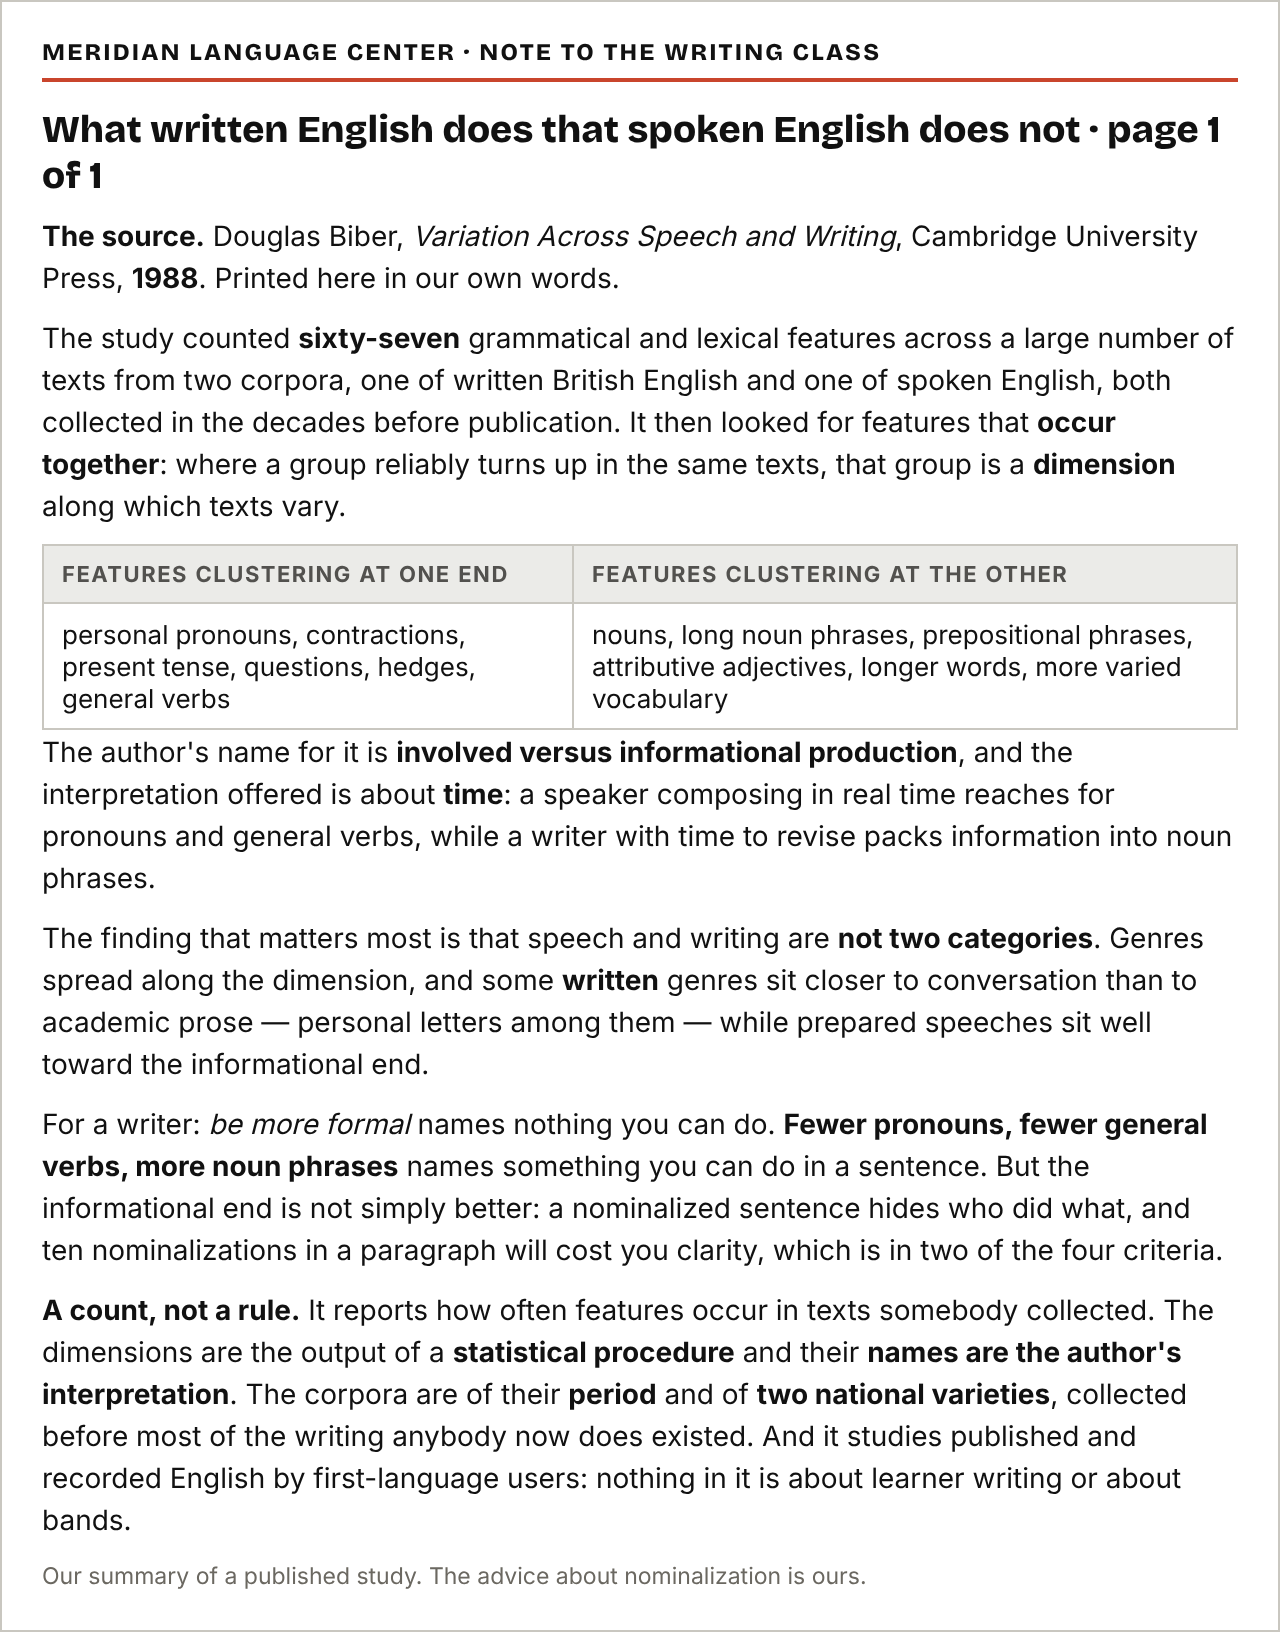 MERIDIAN LANGUAGE CENTER · NOTE TO THE WRITING CLASS
What written English does that spoken English does not · page 1
of 1
The source. Douglas Biber, Variation Across Speech and Writing, Cambridge University
Press, 1988. Printed here in our own words.
The study counted sixty-seven grammatical and lexical features across a large number of
texts from two corpora, one of written British English and one of spoken English, both
collected in the decades before publication. It then looked for features that occur
together: where a group reliably turns up in the same texts, that group is a dimension
along which texts vary.
FEATURES CLUSTERING AT ONE END
personal pronouns, contractions,
present tense, questions, hedges,
general verbs
FEATURES CLUSTERING AT THE OTHER
nouns, long noun phrases, prepositional phrases,
attributive adjectives, longer words, more varied
vocabulary
The author's name for it is involved versus informational production, and the
interpretation offered is about time: a speaker composing in real time reaches for
pronouns and general verbs, while a writer with time to revise packs information into noun
phrases.
The finding that matters most is that speech and writing are not two categories. Genres
spread along the dimension, and some written genres sit closer to conversation than to
academic prose — personal letters among them — while prepared speeches sit well
toward the informational end.
For a writer: be more formal names nothing you can do. Fewer pronouns, fewer general
verbs, more noun phrases names something you can do in a sentence. But the
informational end is not simply better: a nominalized sentence hides who did what, and
ten nominalizations in a paragraph will cost you clarity, which is in two of the four criteria.
A count, not a rule. It reports how often features occur in texts somebody collected. The
dimensions are the output of a statistical procedure and their names are the author's
interpretation. The corpora are of their period and of two national varieties, collected
before most of the writing anybody now does existed. And it studies published and
recorded English by first-language users: nothing in it is about learner writing or about
bands.
Our summary of a published study. The advice about nominalization is ours.